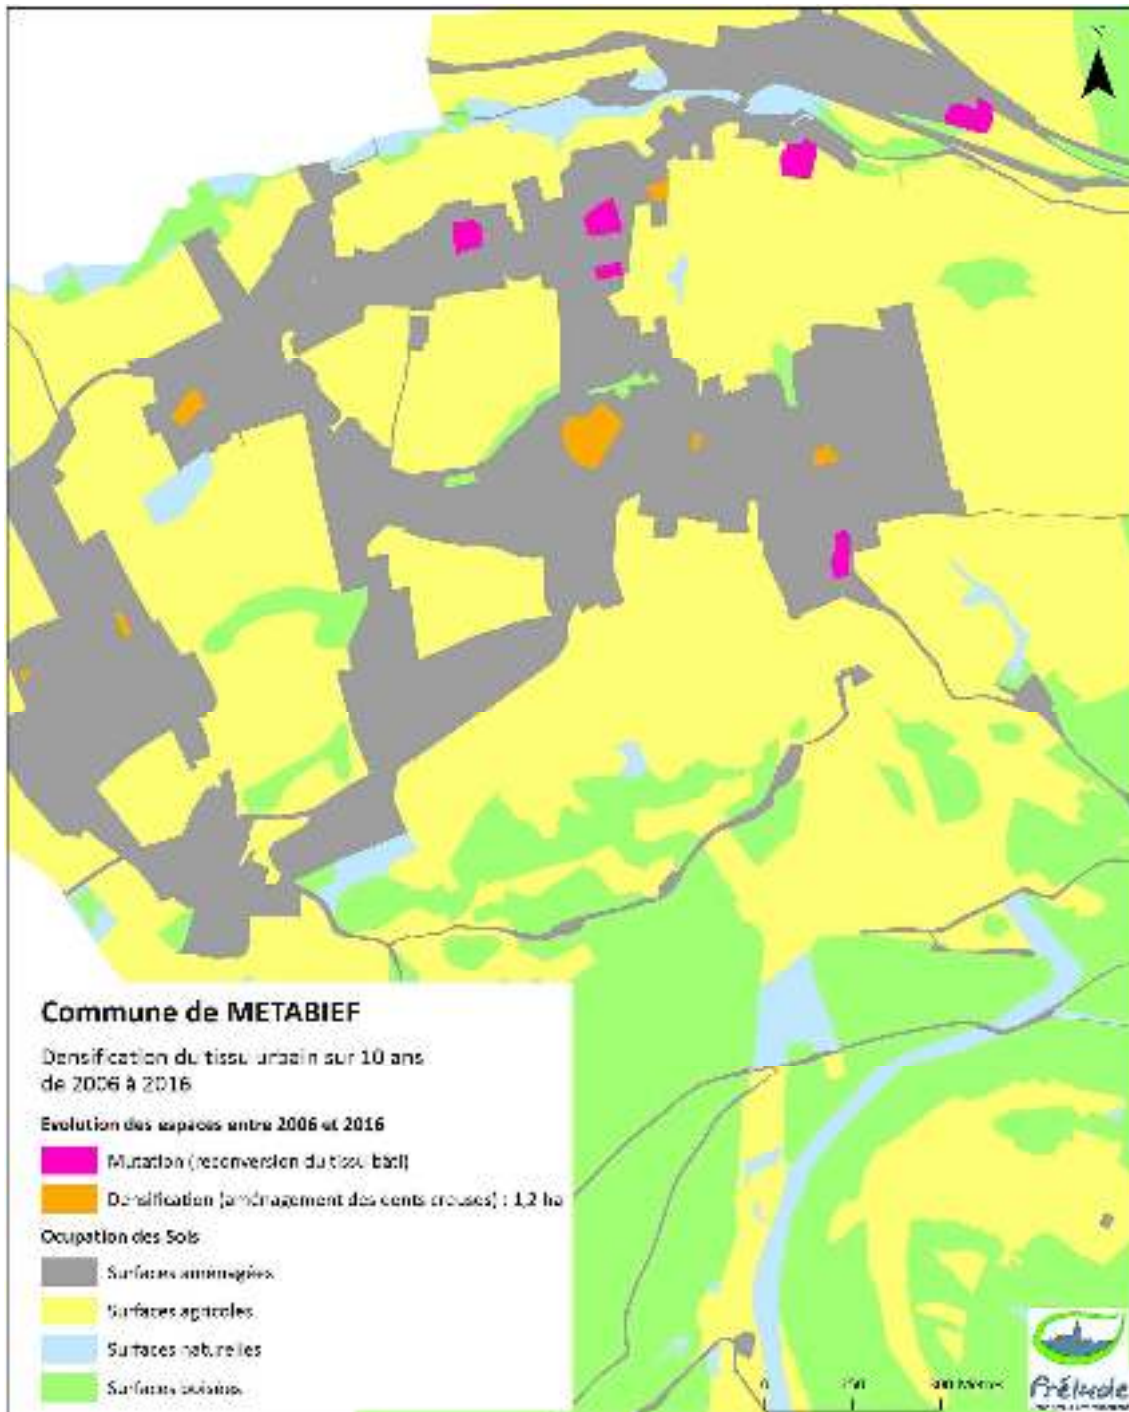 N
Commune de METABIEF
Densification du tissu urbain sur 10 ans
de 2006 à 2016
Evolution des espaces entre 2006 et 2016
Mutation (reconversion du tissu bâti)
Densification (aménagement des dents creuses) : 1,2 ha
Ocupation des Sols
Surfaces aménagées
Surfaces agricoles
Surfaces naturelles
Surfaces boisées
0 Mètres
Prélude